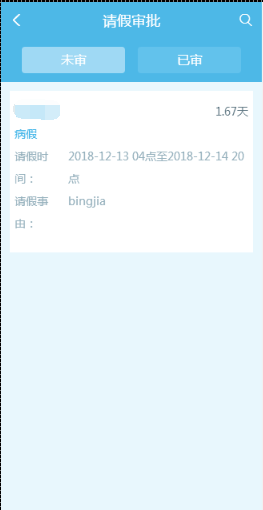 请假审批
未审 已审
1.67天
病假
请假时 2018-12-13 04点至2018-12-14 20
间： 点
请假事 bingjia
由：